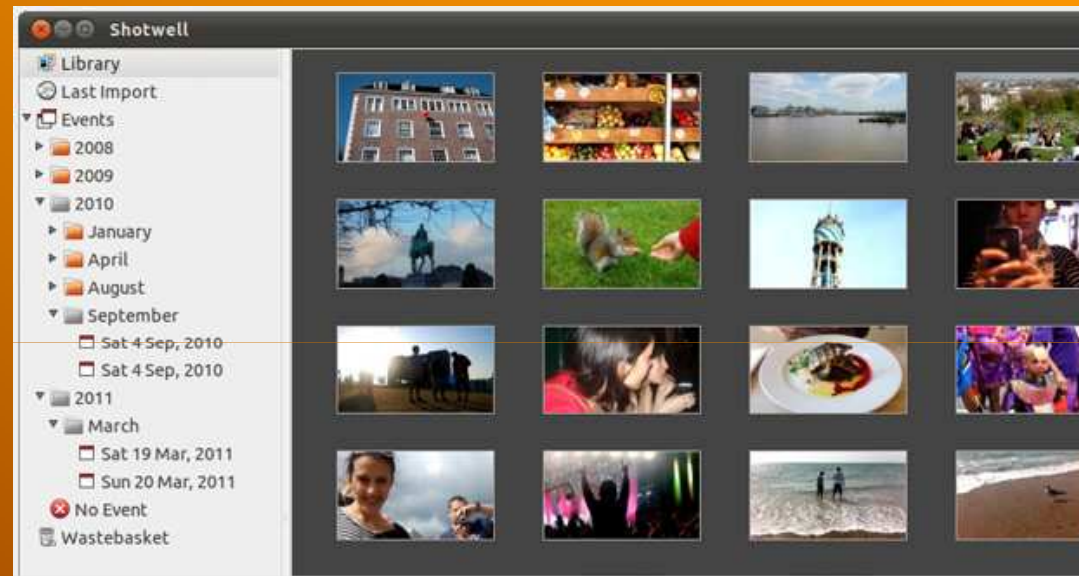 Shotwell
Library
Last Import
Events
2008
2009
2010
January
April
August
September
Sat 4 Sep, 2010
Sat 4 Sep, 2010
2011
March
Sat 19 Mar, 2011
Sun 20 Mar, 2011
No Event
Wastebasket